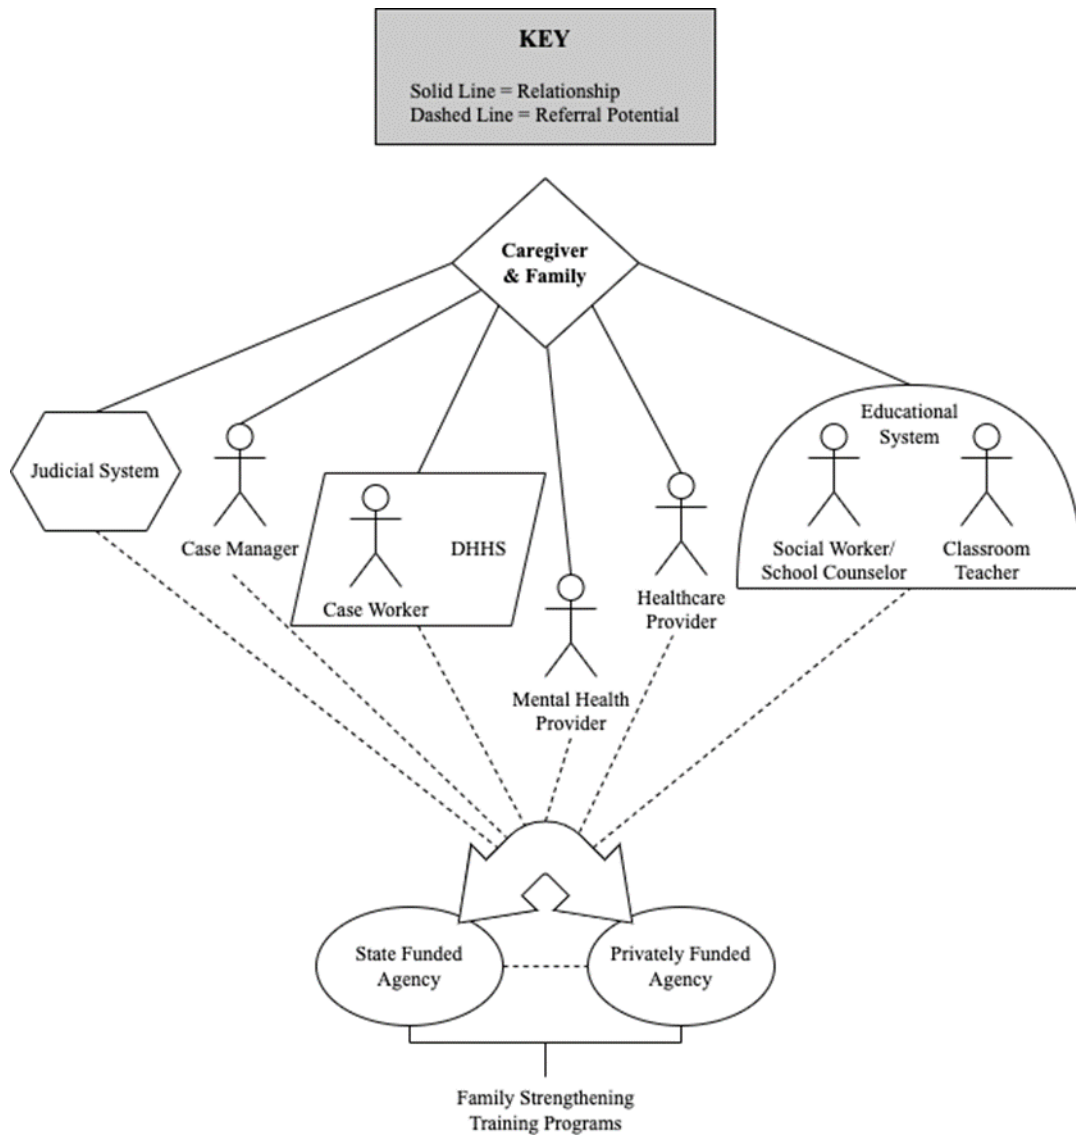 KEY
Solid Line = Relationship
Dashed Line = Referral Potential
Caregiver
& Family
Judicial System
Case Manager
DHHS
Case Worker
Mental Health
Provider
Healthcare
Provider
Educational
System
Social Worker/
School Counselor
Classroom
Teacher
State Funded
Agency
Privately Funded
Agency
Family Strengthening
Training Programs